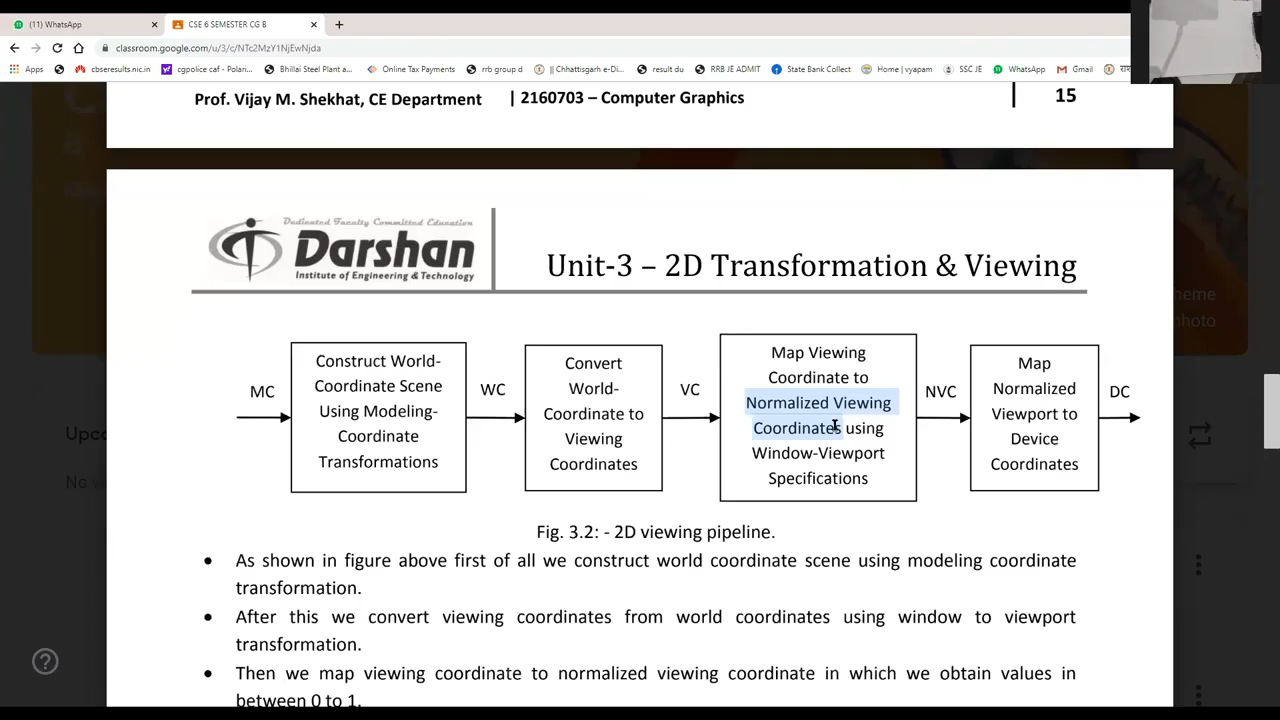 (11) WhatsApp
CSE 6 SEMESTER CG B
classroom.google.com/u/3/c/NTc2MzY1NjEwNjda
Apps
cbseresults.nic.in
cgpolice caf - Polari...
Bhillai Steel Plant a...
Online Tax Payments
rrb group d
|| Chhattisgarh e-Di...
result du
RRB JE ADMIT
State Bank Collect
Home | vyapam
SSC JE
WhatsApp
Gmail
Prof. Vijay M. Shekhat, CE Department | 2160703 – Computer Graphics
15
Dedicated Faculty Committed Education
Darshan
Institute of Engineering & Technology
Unit-3 – 2D Transformation & Viewing
MC
Construct World-
Coordinate Scene
Using Modeling-
Coordinate
Transformations
WC
Convert
World-
Coordinate to
Viewing
Coordinates
VC
Map Viewing
Coordinate to
Normalized Viewing
Coordinates using
Window-Viewport
Specifications
NVC
Map
Normalized
Viewport to
Device
Coordinates
DC
Fig. 3.2: - 2D viewing pipeline.
• As shown in figure above first of all we construct world coordinate scene using modeling coordinate
transformation.
• After this we convert viewing coordinates from world coordinates using window to viewport
transformation.
• Then we map viewing coordinate to normalized viewing coordinate in which we obtain values in
between 0 to 1.